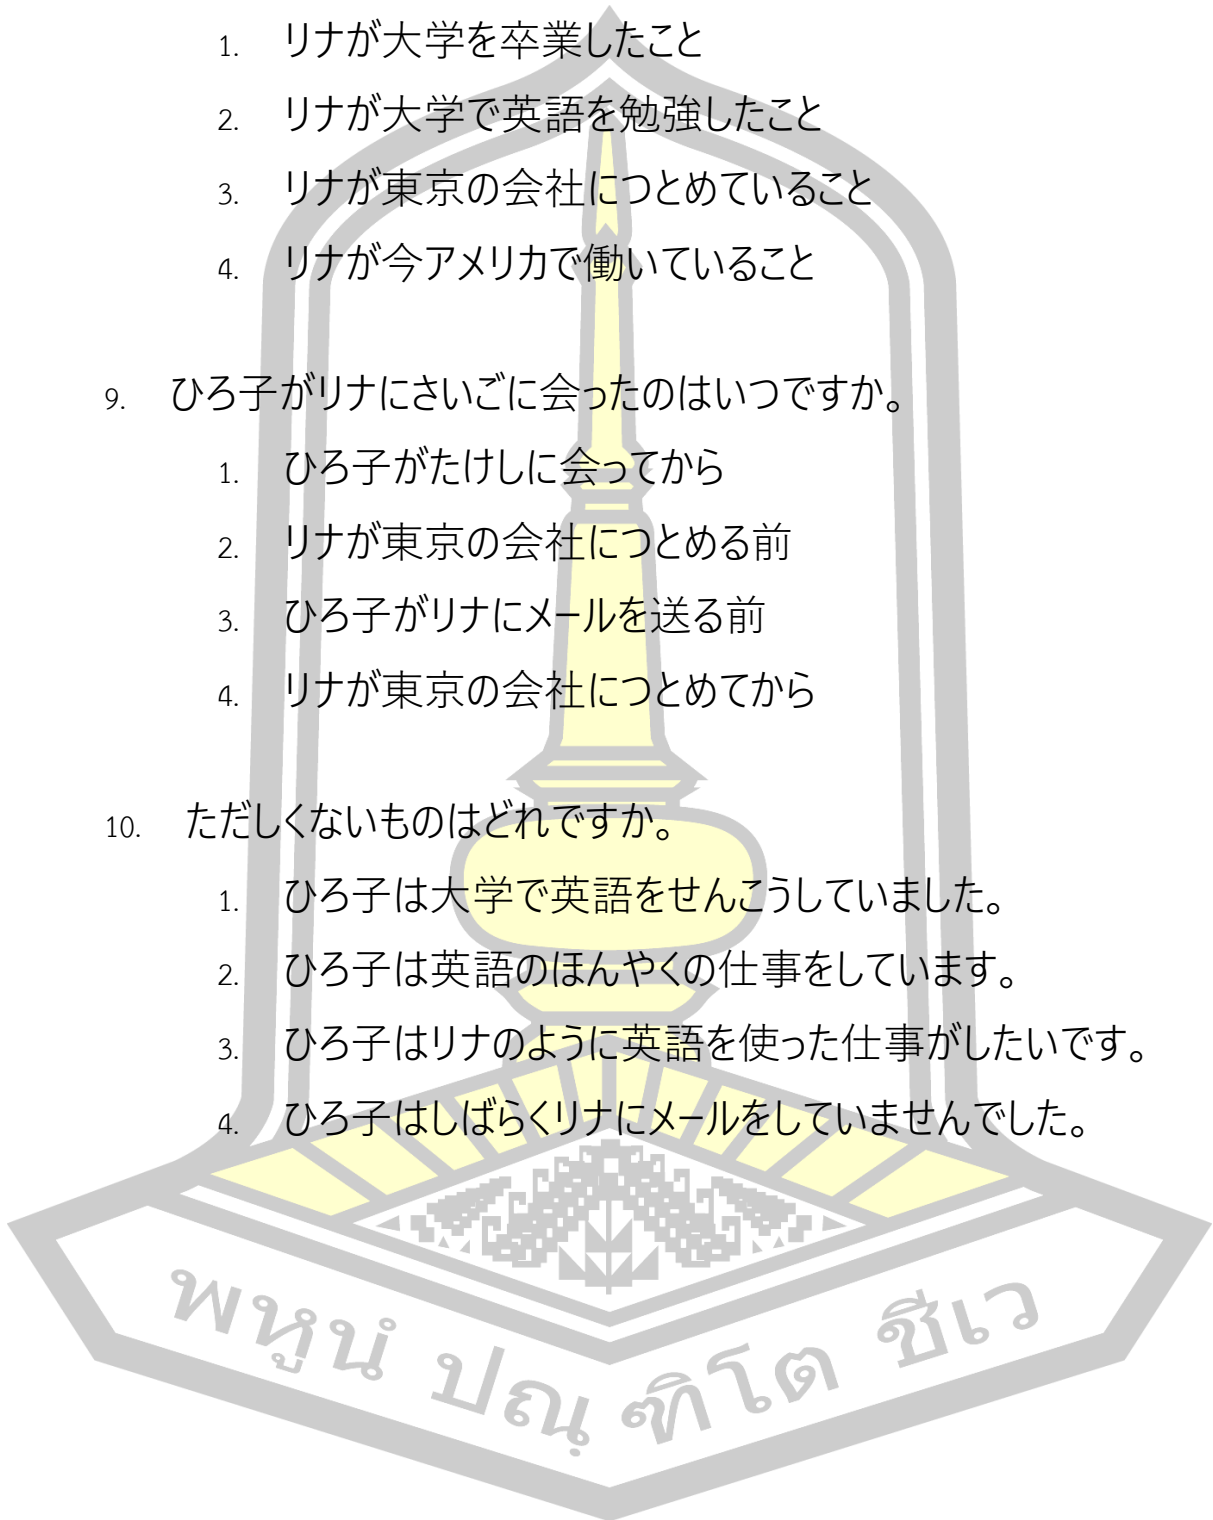 1. リナが大学を卒業したこと
2. リナが大学で英語を勉強したこと
3. リナが東京の会社につとめていること
4. リナが今アメリカで働いていること
9. ひろ子がリナにさいごに会ったのはいつですか。
1. ひろ子がたけしに会ってから
2. リナが東京の会社につとめる前
3. ひろ子がリナにメールを送る前
4. リナが東京の会社につとめてから
10. ただしくないものはどれですか。
1. ひろ子は大学で英語をせんこうしていました。
2. ひろ子は英語のほんやくの仕事をしています。
3. ひろ子はリナのように英語を使った仕事がしたいです。
4. ひろ子はしばらくリナにメールをしていませんでした。
พหูนํ ปณฺฑิโต ชีเว